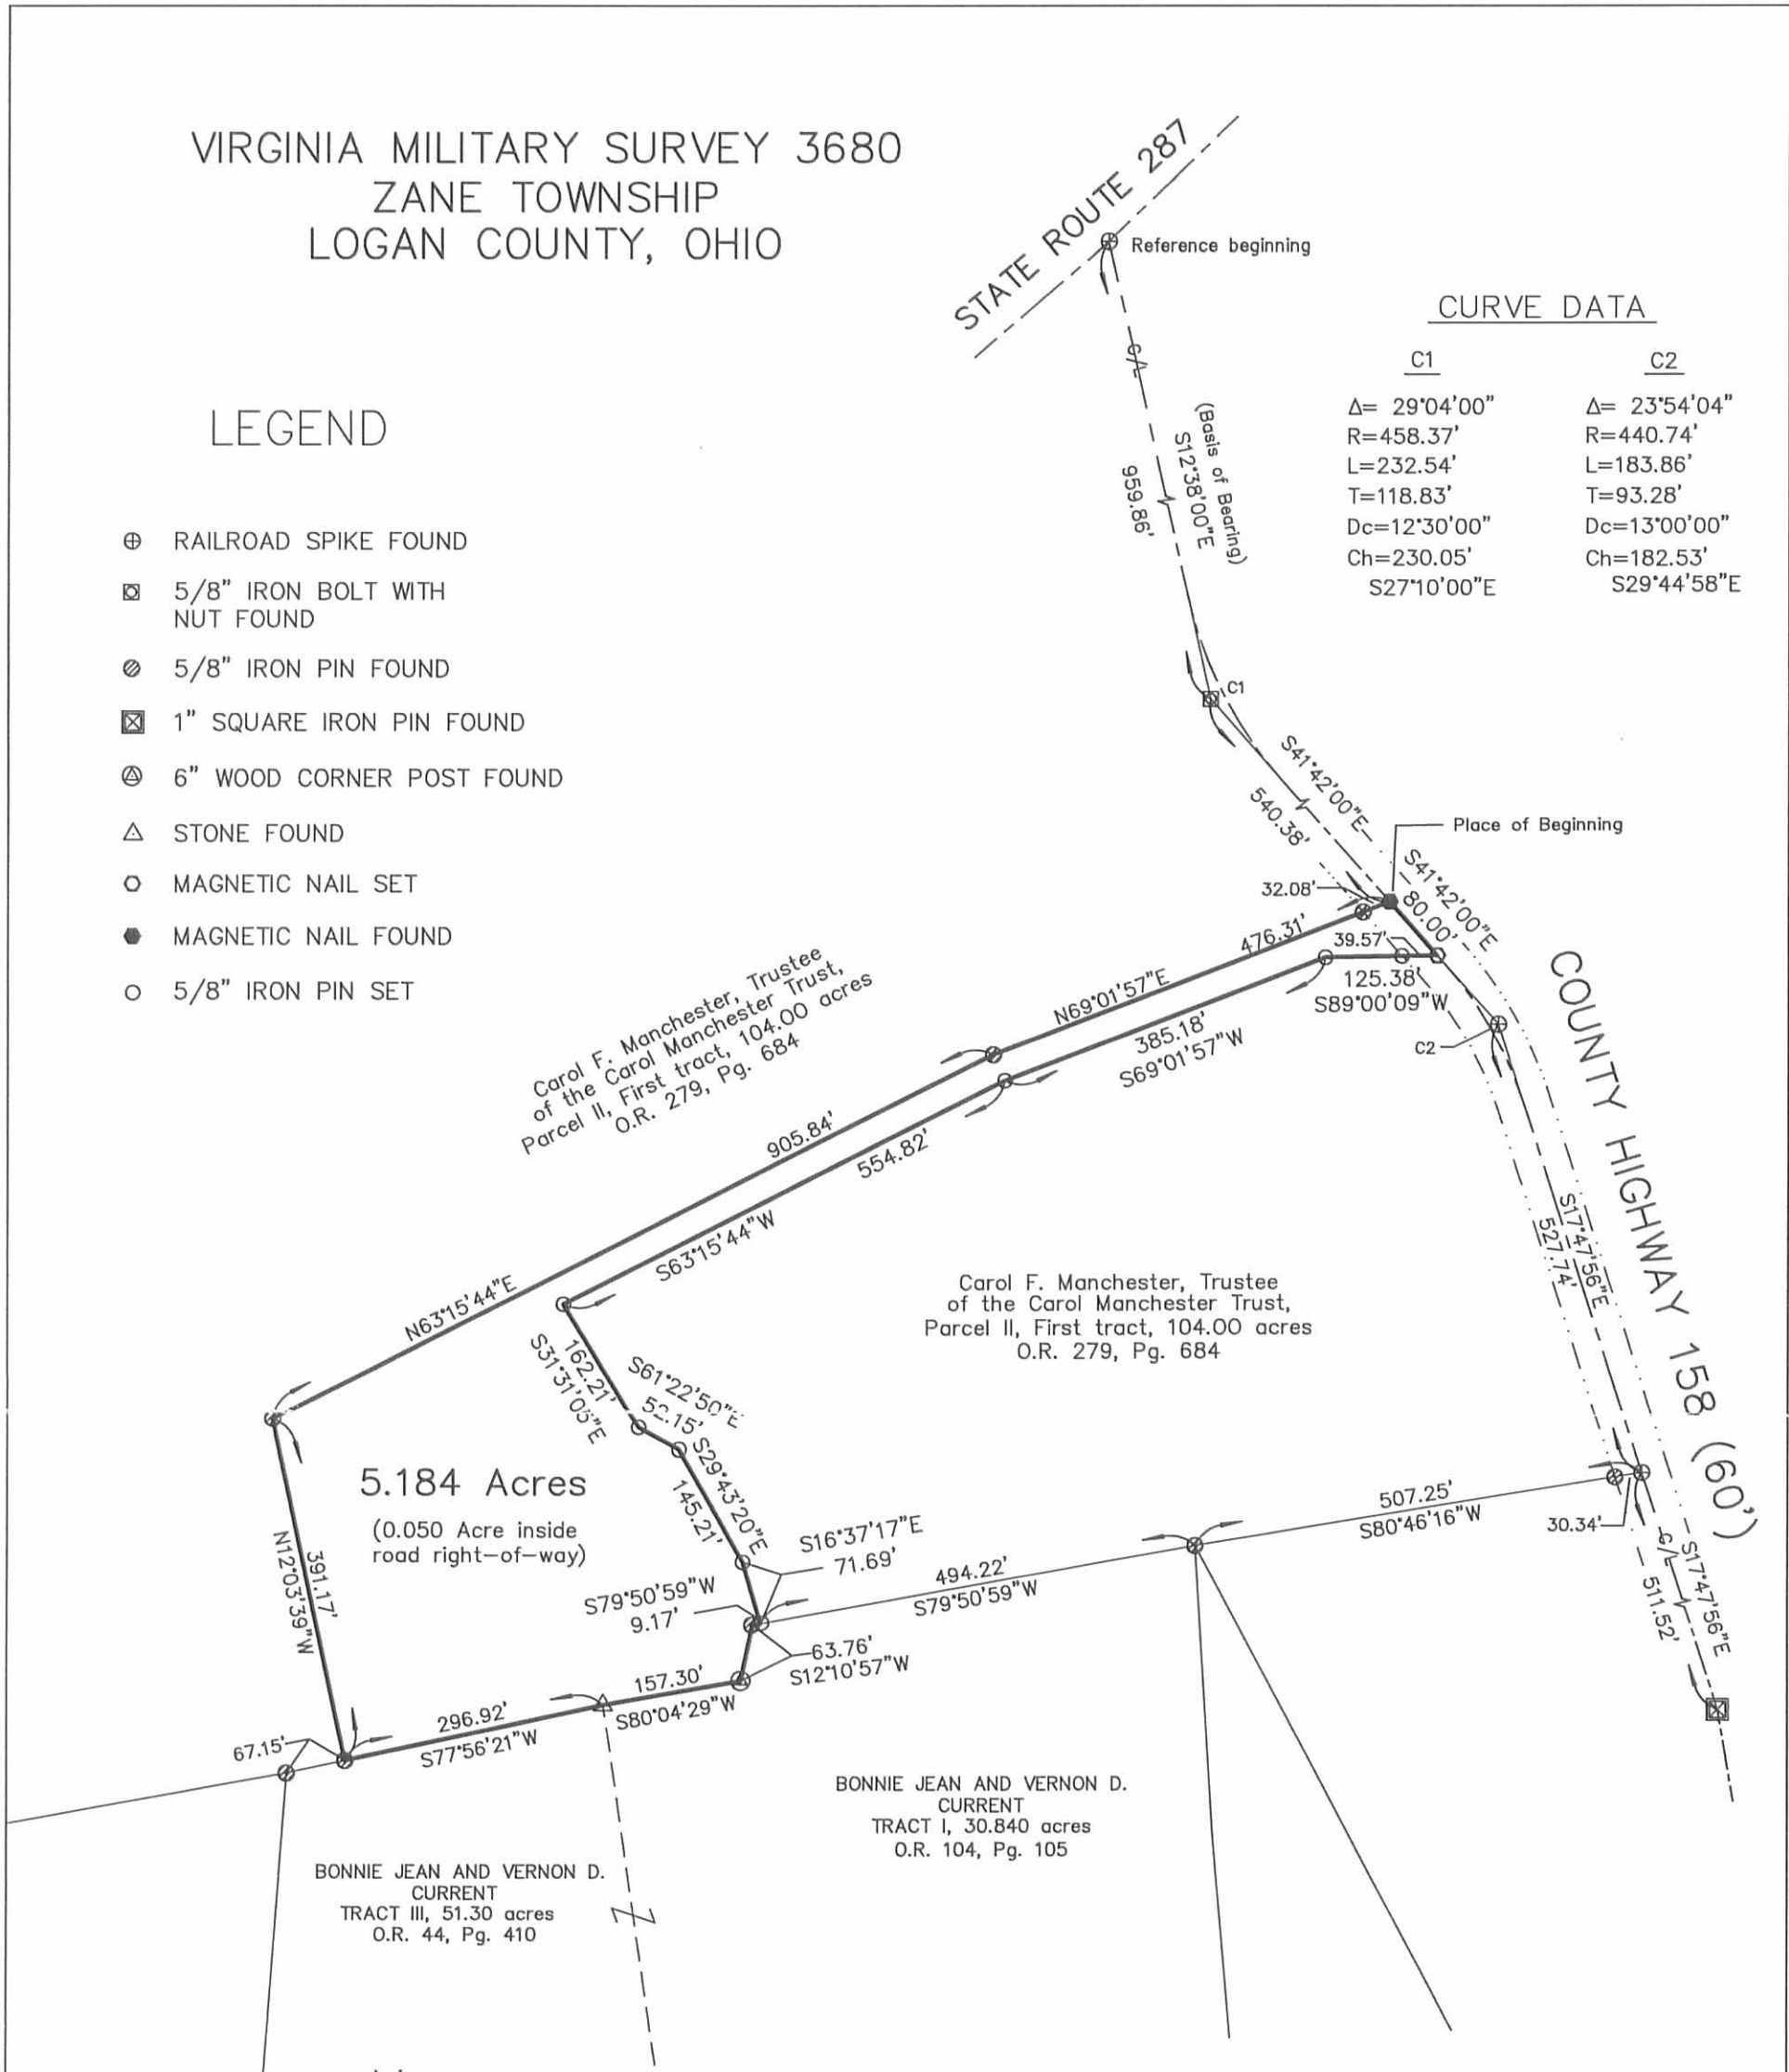 VIRGINIA MILITARY SURVEY 3680
ZANE TOWNSHIP
LOGAN COUNTY, OHIO
STATE ROUTE 287
Reference beginning
CURVE DATA
C1
Δ= 29°04'00"
R=458.37'
L=232.54'
T=118.83'
Dc=12°30'00"
Ch=230.05'
S27°10'00"E
C2
Δ= 23°54'04"
R=440.74'
L=183.86'
T=93.28'
Dc=13°00'00"
Ch=182.53'
S29°44'58"E
LEGEND
RAILROAD SPIKE FOUND
5/8" IRON BOLT WITH
NUT FOUND
5/8" IRON PIN FOUND
1" SQUARE IRON PIN FOUND
6" WOOD CORNER POST FOUND
STONE FOUND
MAGNETIC NAIL SET
MAGNETIC NAIL FOUND
5/8" IRON PIN SET
C/L
(Basis of Bearing)
S12°38'00"E
959.86'
C1
S41°42'00"E
540.38'
Place of Beginning
S41°42'00"E
80.00'
32.08'
476.31'
N69°01'57"E
39.57'
125.38'
S89°00'09"W
385.18'
S69°01'57"W
C2
COUNTY HIGHWAY 158 (60')
Carol F. Manchester, Trustee
of the Carol Manchester Trust,
Parcel II, First tract, 104.00 acres
O.R. 279, Pg. 684
905.84'
N63°15'44"E
554.82'
S63°15'44"W
S17°47'56"E
527.74'
Carol F. Manchester, Trustee
of the Carol Manchester Trust,
Parcel II, First tract, 104.00 acres
O.R. 279, Pg. 684
162.21'
S31°31'05"E
S61°22'50"E
52.15'
S29°43'20"E
145.21'
5.184 Acres
(0.050 Acre inside
road right-of-way)
391.17'
N12°03'39"W
S16°37'17"E
71.69'
S79°50'59"W
9.17'
494.22'
S79°50'59"W
507.25'
S80°46'16"W
30.34'
C/L
S17°47'56"E
511.52'
63.76'
S12°10'57"W
157.30'
S80°04'29"W
296.92'
S77°56'21"W
67.15'
BONNIE JEAN AND VERNON D.
CURRENT
TRACT I, 30.840 acres
O.R. 104, Pg. 105
BONNIE JEAN AND VERNON D.
CURRENT
TRACT III, 51.30 acres
O.R. 44, Pg. 410
Z